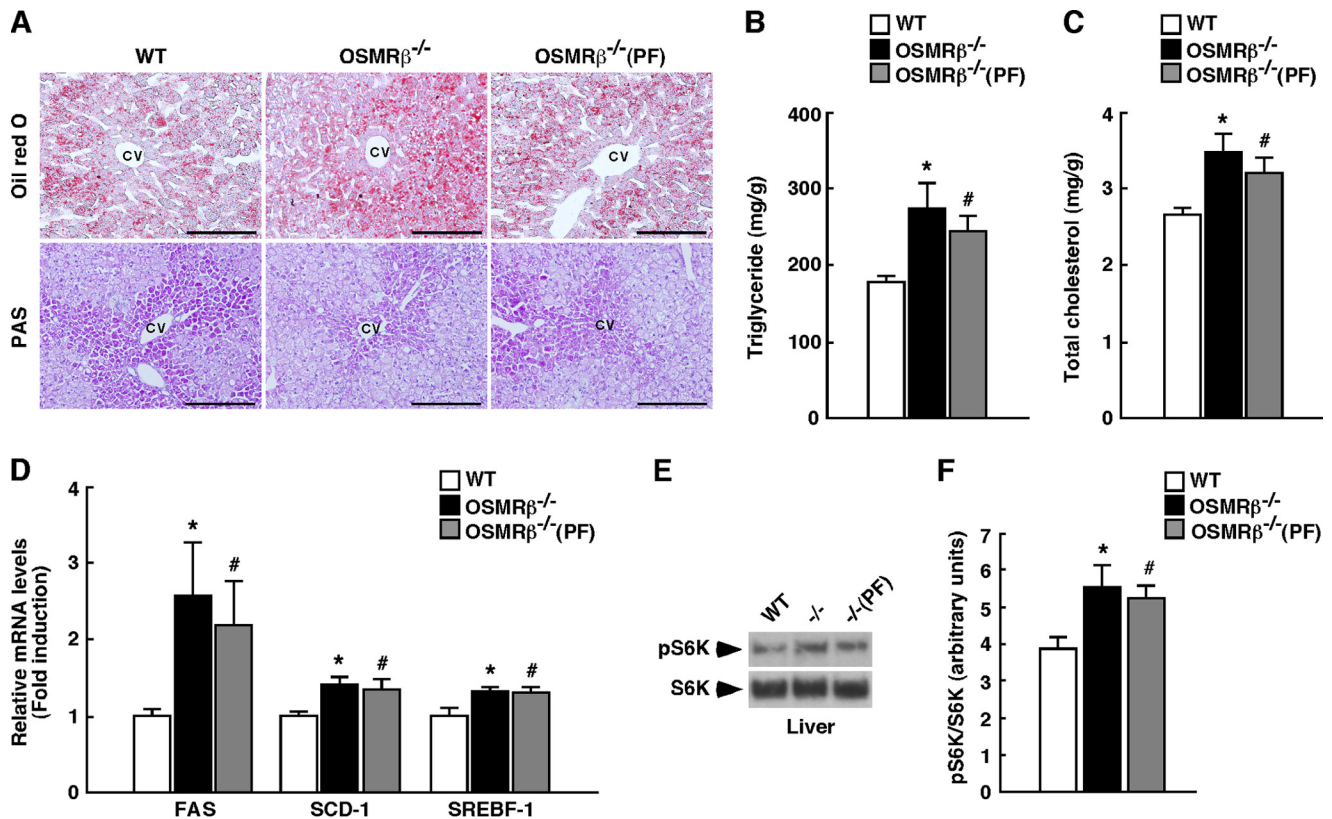 A
WT
OSMRβ-/-
OSMRβ-/-(PF)
Oil red O
CV
CV
CV
PAS
CV
CV
CV
B
WT
OSMRβ-/-
OSMRβ-/-(PF)
Triglyceride (mg/g)
400
300
200
100
0
*
#
C
WT
OSMRβ-/-
OSMRβ-/-(PF)
Total cholesterol (mg/g)
4
3
2
1
0
*
#
D
WT
OSMRβ-/-
OSMRβ-/-(PF)
Relative mRNA levels
(Fold induction)
4
3
2
1
0
*
#
*
#
*
#
FAS
SCD-1
SREBF-1
E
WT
-/-
-/-(PF)
pS6K
S6K
Liver
F
WT
OSMRβ-/-
OSMRβ-/-(PF)
pS6K/S6K (arbitrary units)
7
6
5
4
3
2
1
0
*
#